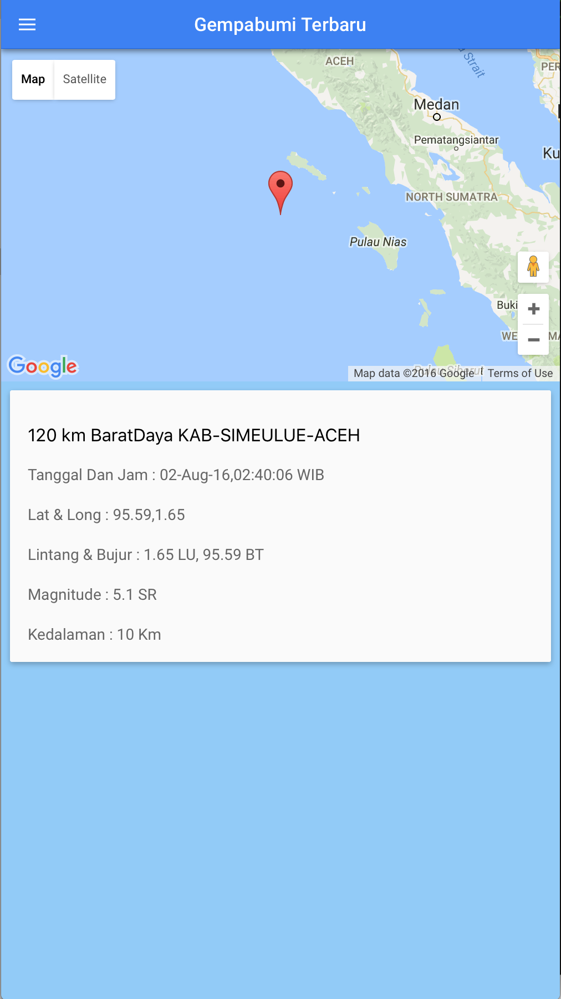 Gempabumi Terbaru
Map
Satellite
ACEH
Strait
PER
Medan
Pematangsiantar
Ku
NORTH SUMATRA
Pulau Nias
Buki
WE
MA
Pulau Siberut
Google
Map data ©2016 Google
Terms of Use
120 km BaratDaya KAB-SIMEULUE-ACEH
Tanggal Dan Jam : 02-Aug-16,02:40:06 WIB
Lat & Long : 95.59,1.65
Lintang & Bujur : 1.65 LU, 95.59 BT
Magnitude : 5.1 SR
Kedalaman : 10 Km